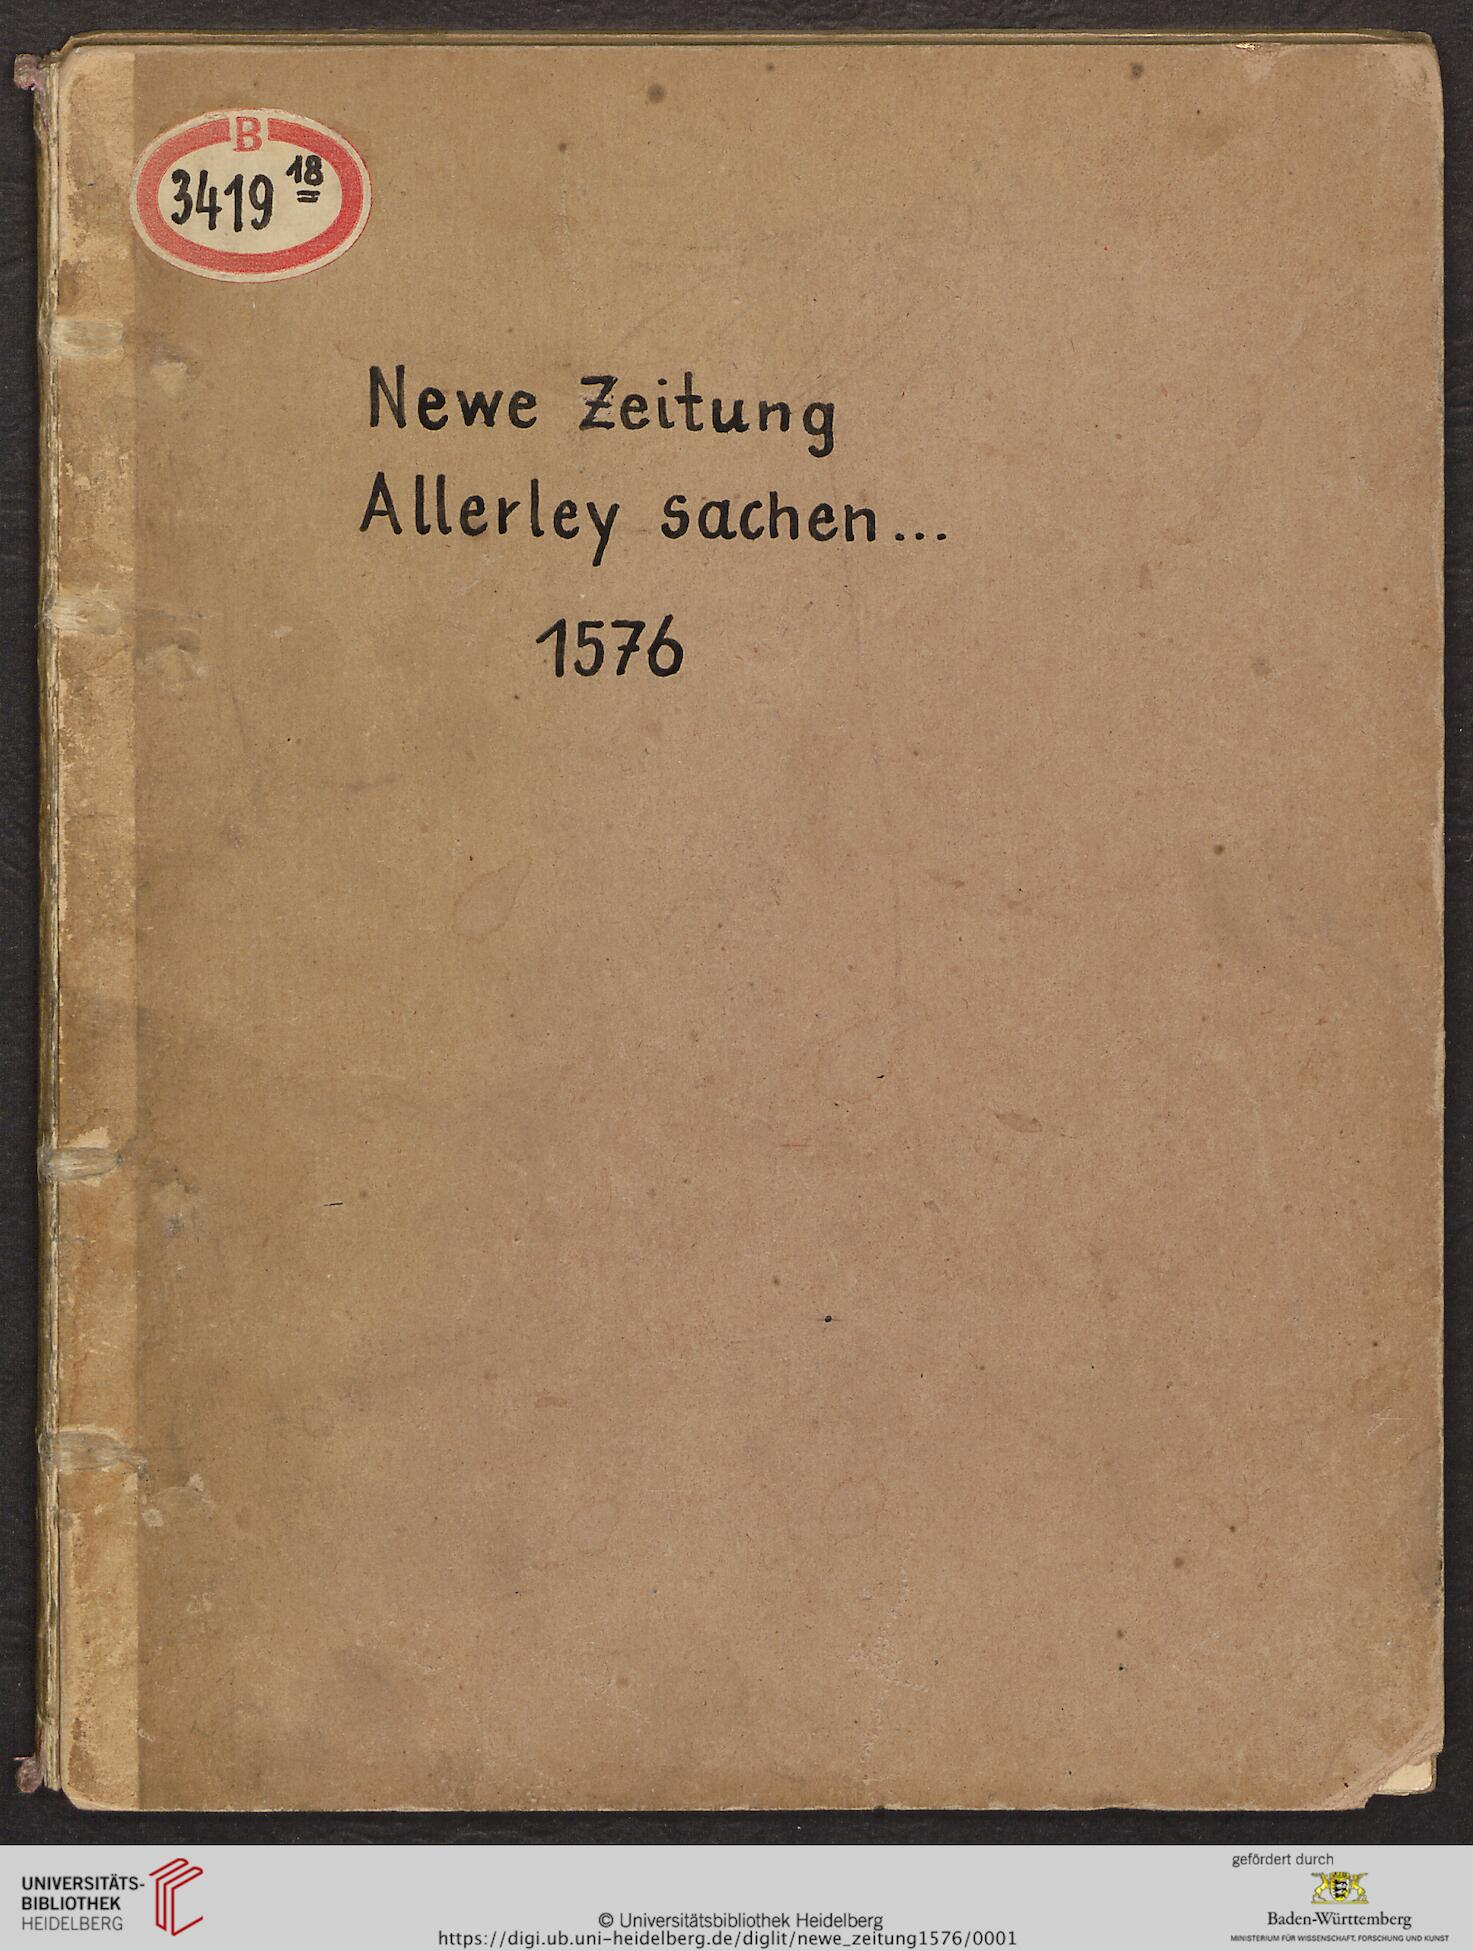 B
3419 18
Newe Zeitung
Allerley sachen...
1576
UNIVERSITÄTS-
BIBLIOTHEK
HEIDELBERG
© Universitätsbibliothek Heidelberg
https://digi.ub.uni-heidelberg.de/diglit/newe_zeitung1576/0001
gefördert durch
Baden-Württemberg
MINISTERIUM FÜR WISSENSCHAFT, FORSCHUNG UND KUNST